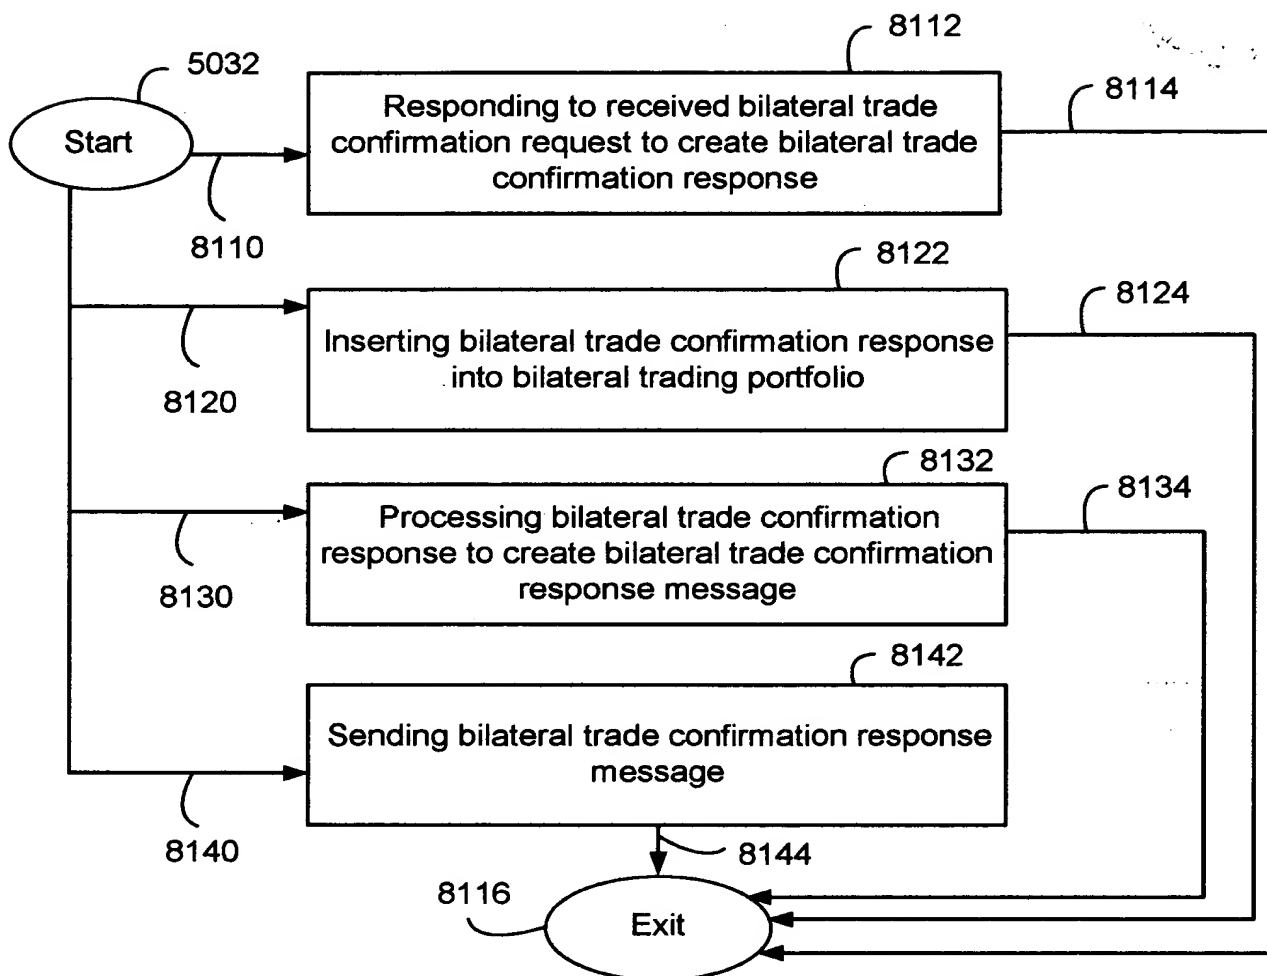 5032
Start
8110
8112
Responding to received bilateral trade
confirmation request to create bilateral trade
confirmation response
8114
8120
8122
Inserting bilateral trade confirmation response
into bilateral trading portfolio
8124
8130
8132
Processing bilateral trade confirmation
response to create bilateral trade confirmation
response message
8134
8140
8142
Sending bilateral trade confirmation response
message
8144
8116
Exit